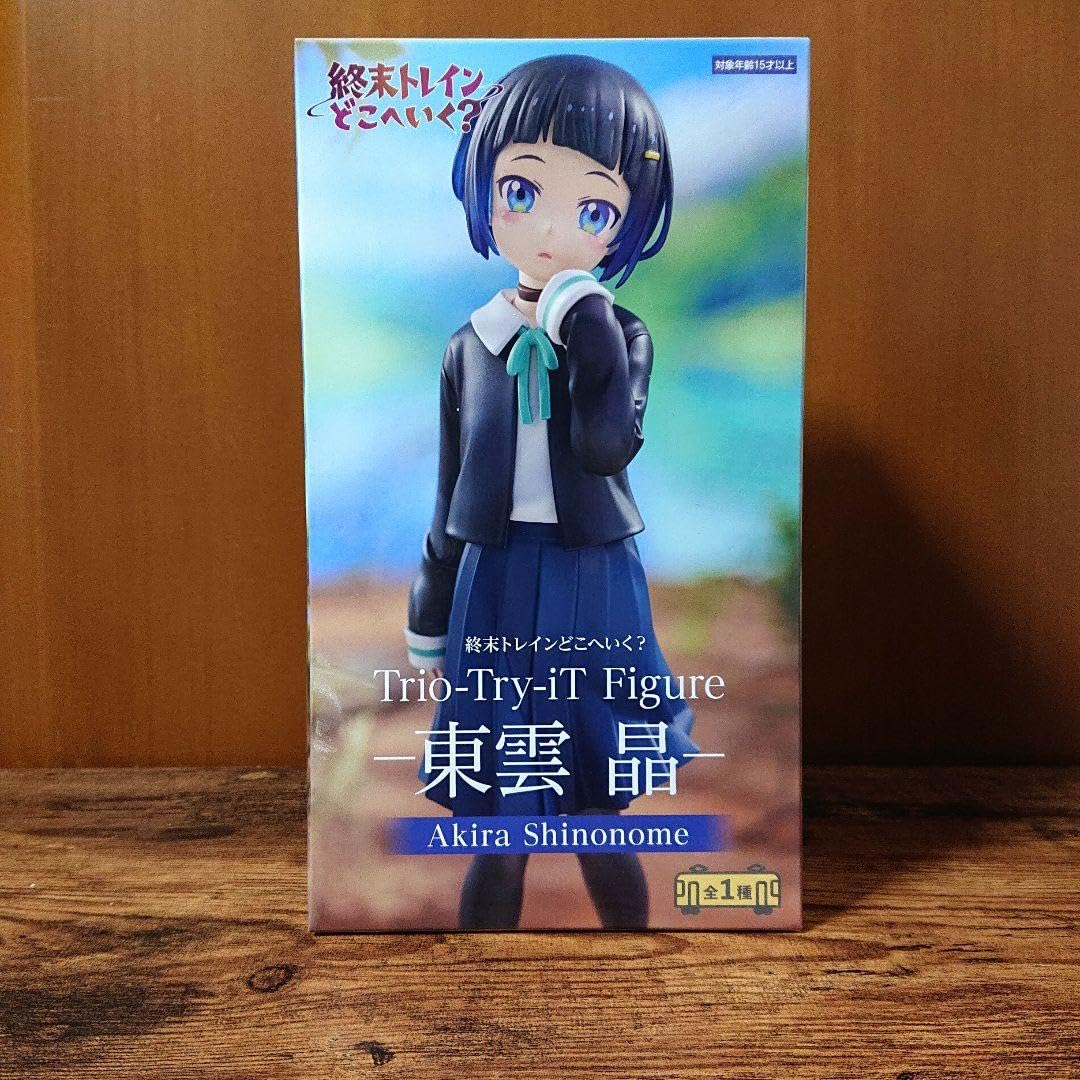 終末トレイン
どこへいく?
対象年齢15才以上
終末トレインどこへいく?
Trio-Try-iT Figure
東雲 晶
Akira Shinonome
全1種